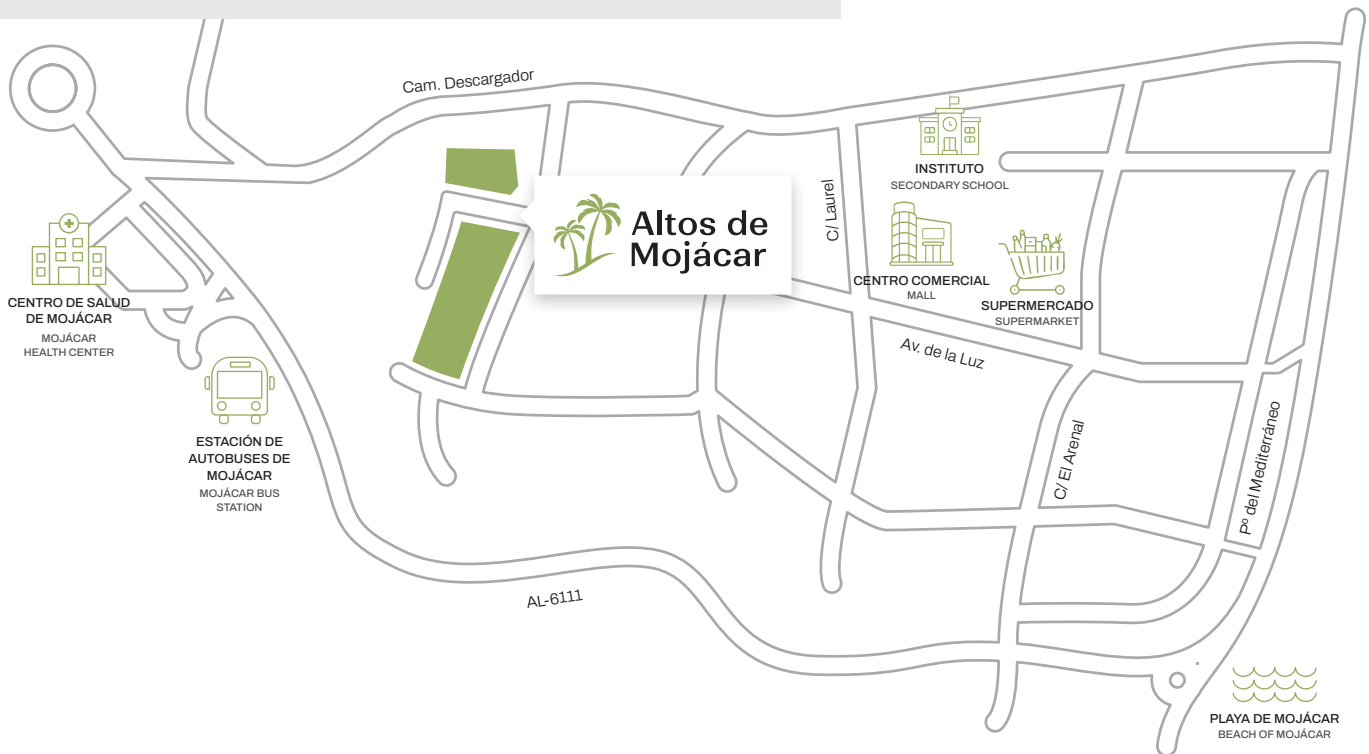 Cam. Descargador
INSTITUTO
SECONDARY SCHOOL
C/ Laurel
Altos de
Mojácar
CENTRO COMERCIAL
MALL
SUPERMERCADO
SUPERMARKET
CENTRO DE SALUD
DE MOJÁCAR
MOJÁCAR
HEALTH CENTER
Av. de la Luz
ESTACIÓN DE
AUTOBUSES DE
MOJÁCAR
MOJÁCAR BUS
STATION
C/ El Arenal
Pº del Mediterráneo
AL-6111
PLAYA DE MOJÁCAR
BEACH OF MOJÁCAR